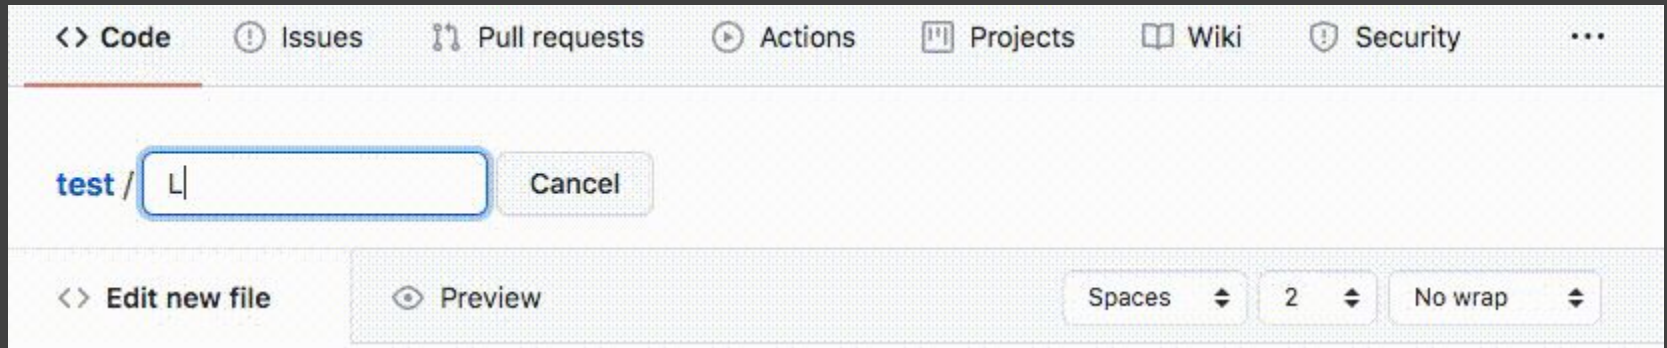 <> Code Issues Pull requests Actions Projects Wiki Security ...
test / L Cancel
<> Edit new file Preview Spaces 2 No wrap